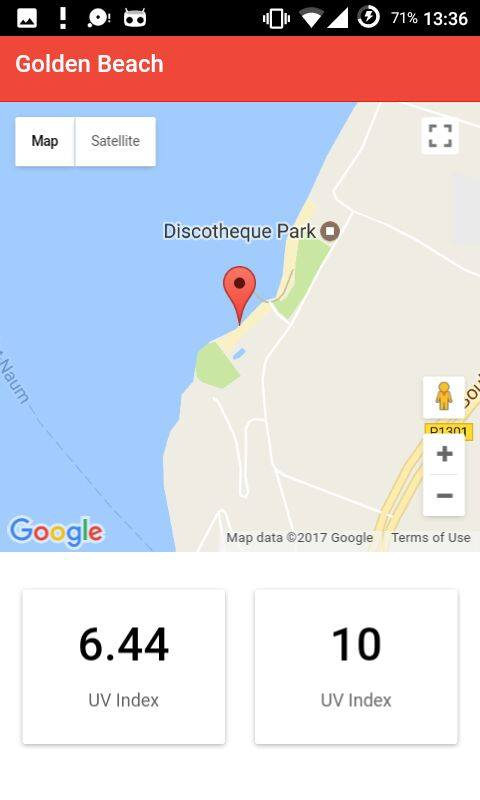 71% 13:36
Golden Beach
Map Satellite
Discotheque Park
Naum
P1301
Google
Map data ©2017 Google Terms of Use
6.44 10
UV Index UV Index